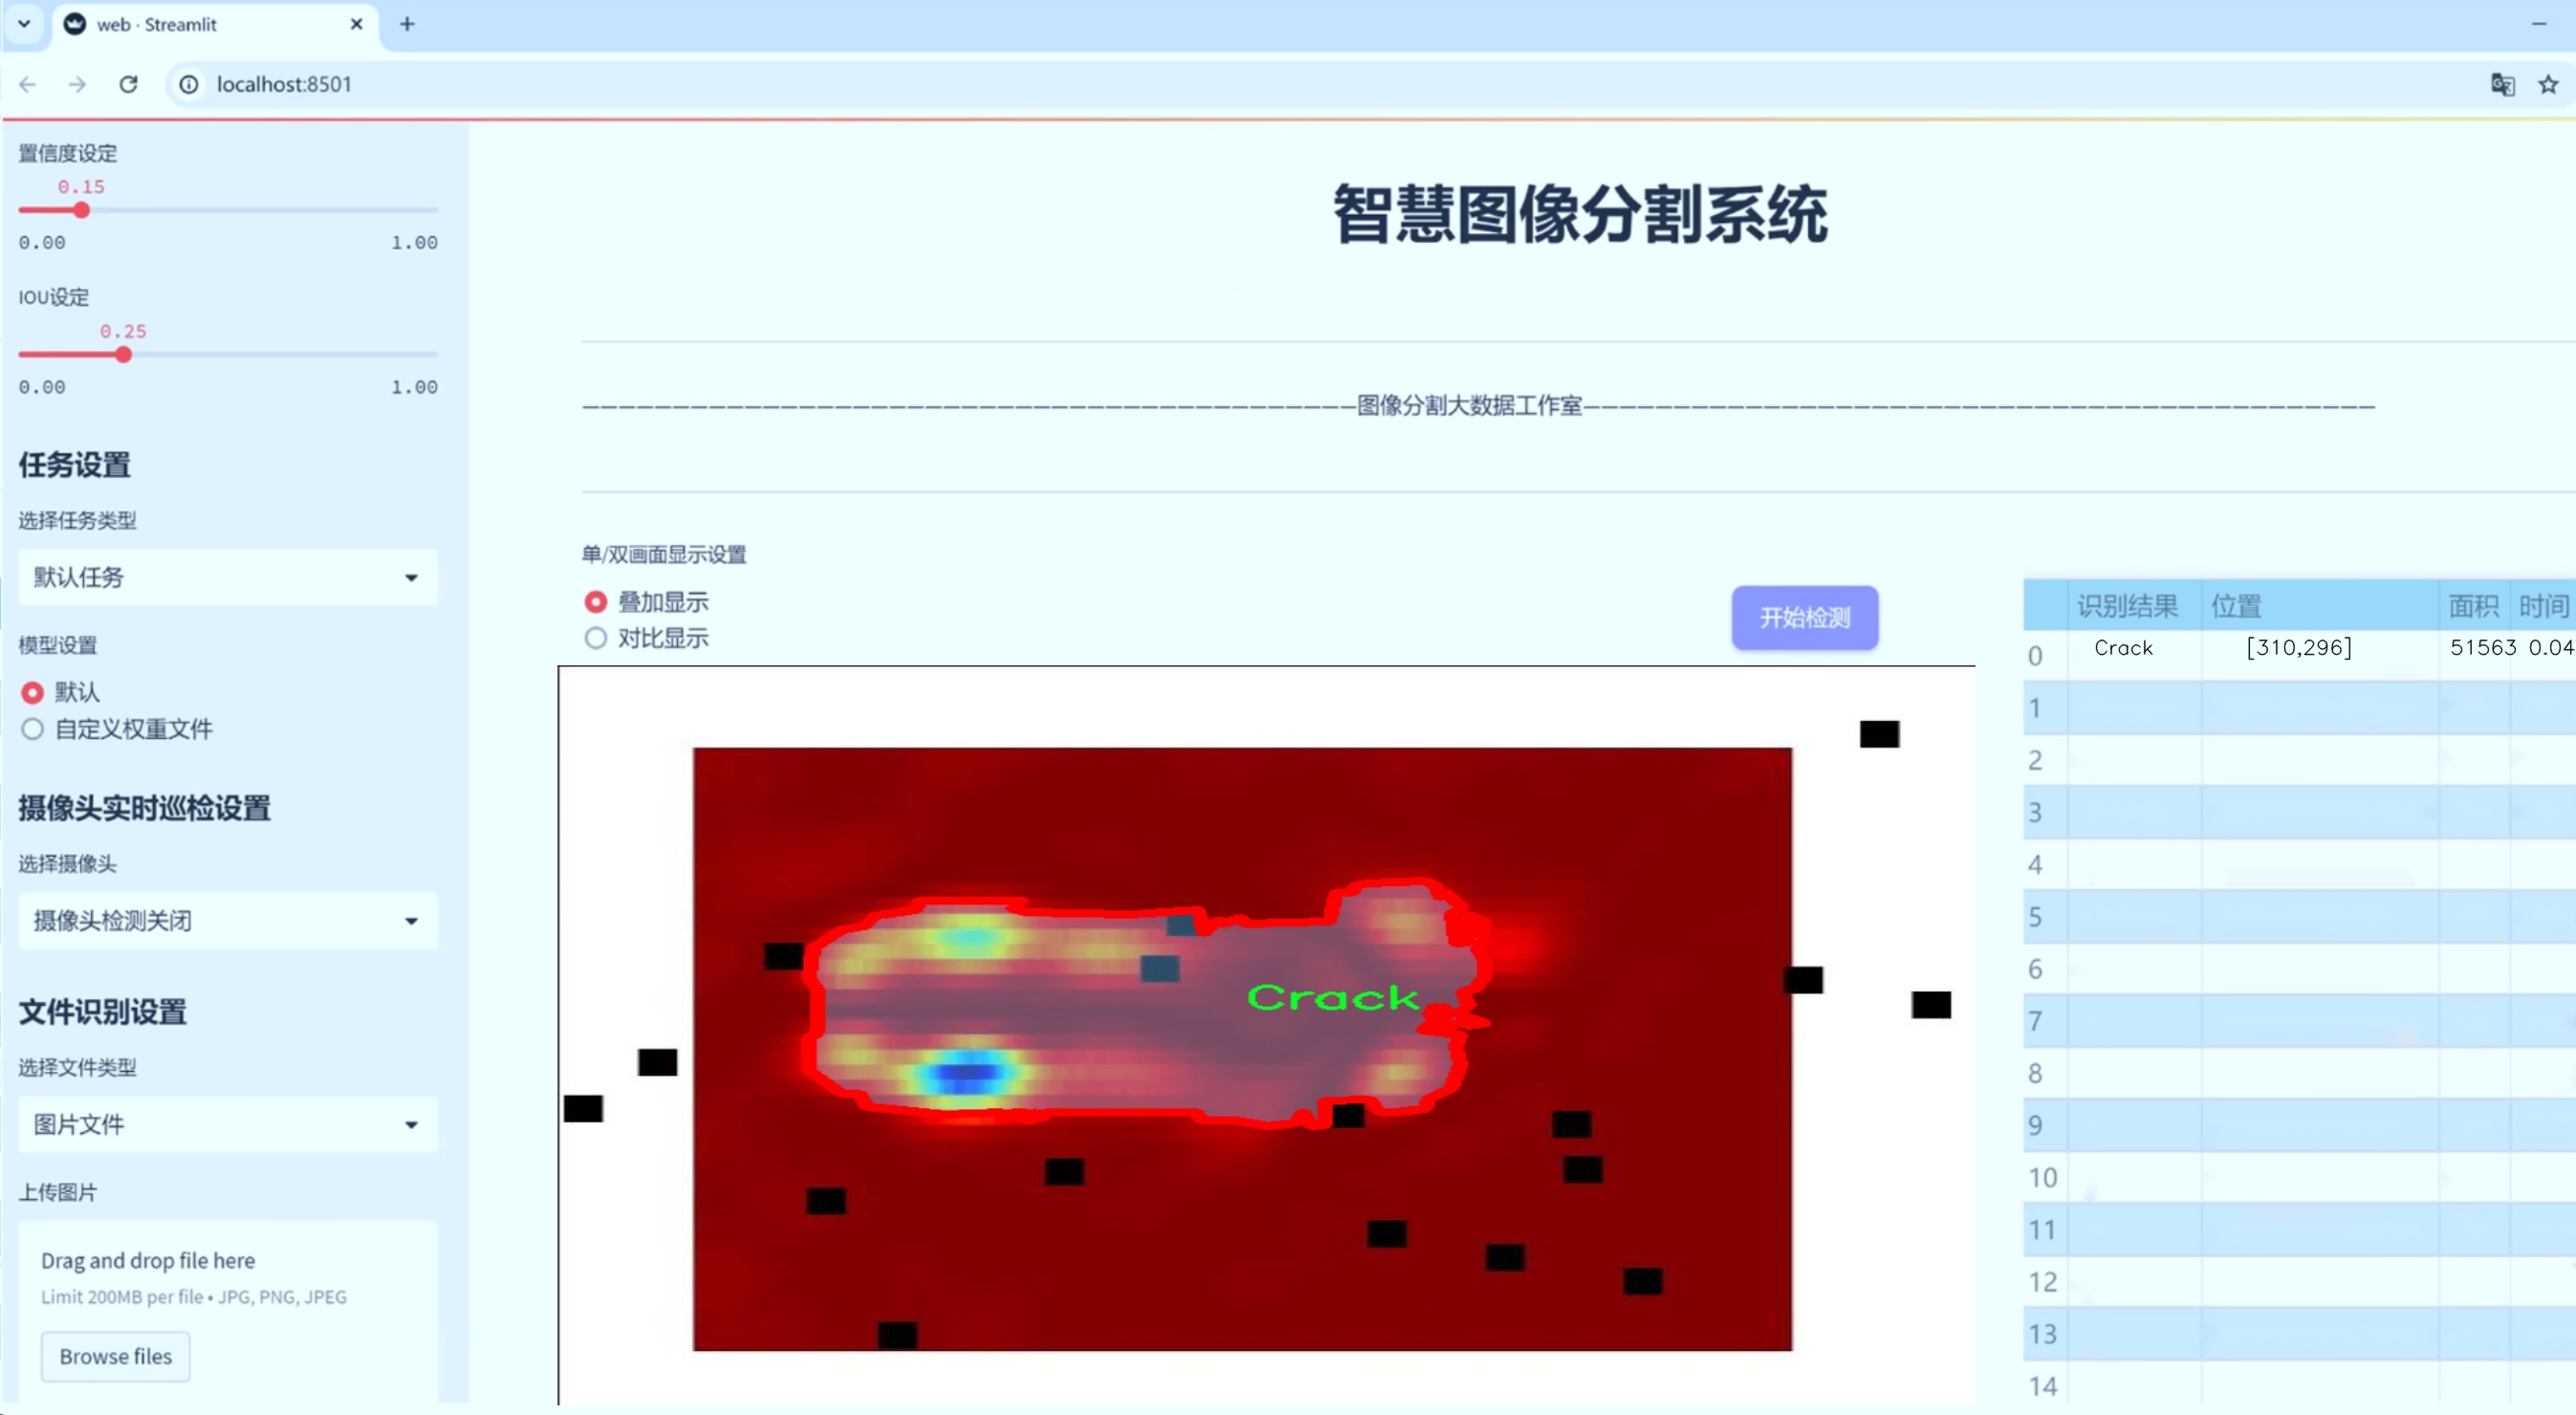 web · Streamlit
localhost:8501
置信度设定
0.15
0.00 1.00
IOU设定
0.25
0.00 1.00
任务设置
选择任务类型
默认任务
模型设置
默认
自定义权重文件
摄像头实时巡检设置
选择摄像头
摄像头检测关闭
文件识别设置
选择文件类型
图片文件
上传图片
Drag and drop file here
Limit 200MB per file • JPG, PNG, JPEG
Browse files
智慧图像分割系统
———————————————————————————————————————————图像分割大数据工作室————————————————————————————————————————————
单/双画面显示设置
叠加显示
对比显示
开始检测
Crack
识别结果 位置 面积 时间
0 Crack [310,296] 51563 0.04
1
2
3
4
5
6
7
8
9
10
11
12
13
14